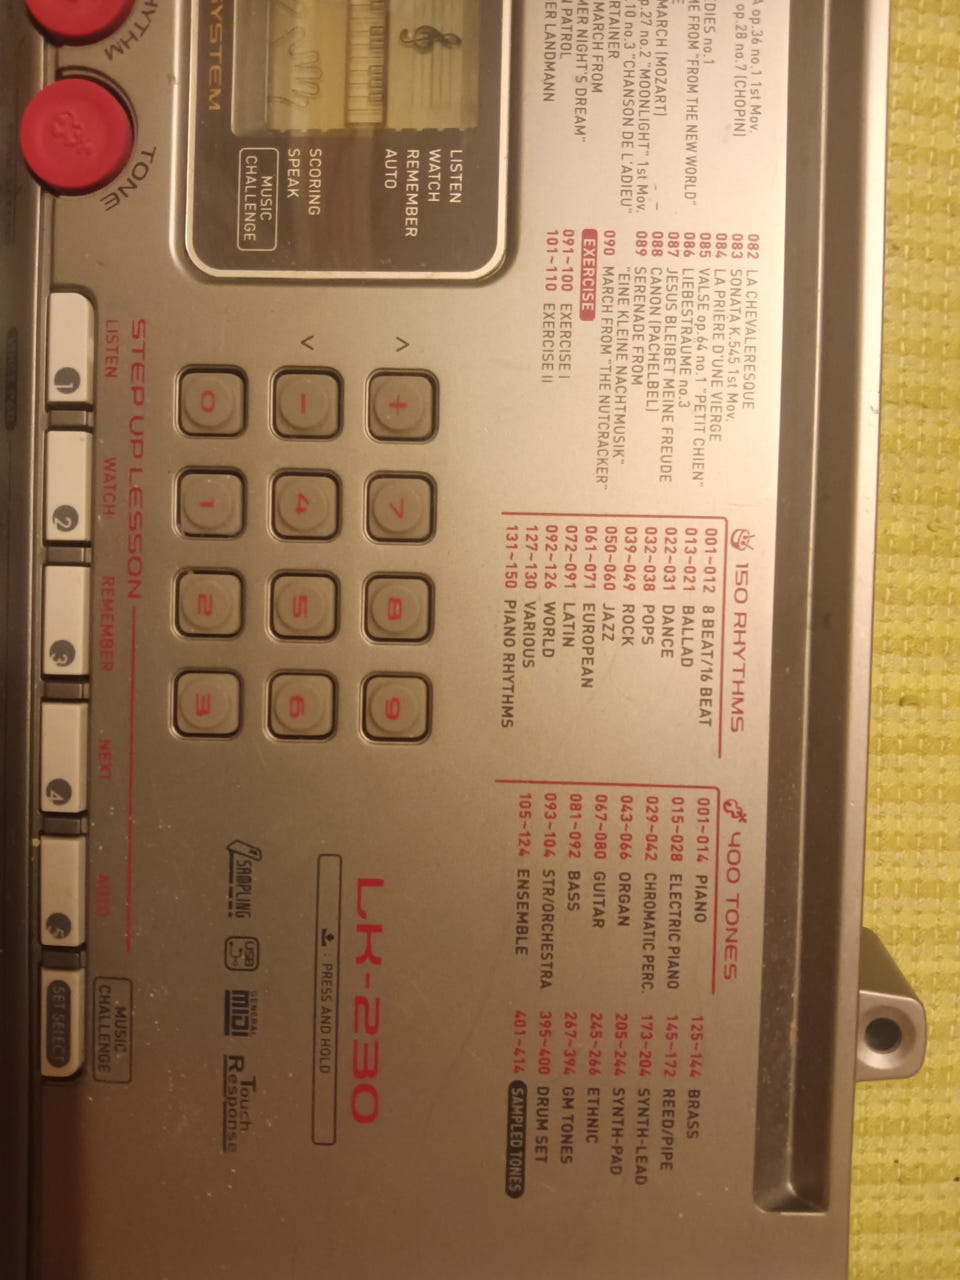 A op.36 no.1 1st Mov.
op.28 no.7 (CHOPIN)
DIES no.1
ME FROM "FROM THE NEW WORLD"
MARCH (MOZART)
p.27 no.2 "MOONLIGHT" 1st Mov.
.10 no.3 "CHANSON DE L'ADIEU"
RTAINER
MARCH FROM
MER NIGHT'S DREAM"
N PATROL
ER LANDMANN
082 LA CHEVALERESQUE
083 SONATA K.545 1st Mov.
084 LA PRIÈRE D'UNE VIERGE
085 VALSE op.64 no.1 "PETIT CHIEN"
086 LIEBESTRÄUME no.3
087 JESUS BLEIBET MEINE FREUDE
088 CANON (PACHELBEL)
089 SERENADE FROM
"EINE KLEINE NACHTMUSIK"
090 MARCH FROM "THE NUTCRACKER"
EXERCISE
091~100 EXERCISE I
101~110 EXERCISE II
150 RHYTHMS
001~012 8 BEAT/16 BEAT
013~021 BALLAD
022~031 DANCE
032~038 POPS
039~049 ROCK
050~060 JAZZ
061~071 EUROPEAN
072~091 LATIN
092~126 WORLD
127~130 VARIOUS
131~150 PIANO RHYTHMS
400 TONES
001~014 PIANO
015~028 ELECTRIC PIANO
029~042 CHROMATIC PERC.
043~066 ORGAN
067~080 GUITAR
081~092 BASS
093~104 STR/ORCHESTRA
105~124 ENSEMBLE
125~144 BRASS
145~172 REED/PIPE
173~204 SYNTH-LEAD
205~244 SYNTH-PAD
245~266 ETHNIC
267~394 GM TONES
395~400 DRUM SET
401~414 SAMPLED TONES
SYSTEM
LISTEN
WATCH
REMEMBER
AUTO
SCORING
SPEAK
MUSIC
CHALLENGE
RHYTHM
TONE
+ 7 8 9
- 4 5 6
0 1 2 3
LK-230
: PRESS AND HOLD
SAMPLING
USB
GENERAL
MIDI
Touch
Response
STEP UP LESSON
LISTEN WATCH REMEMBER NEXT AUTO
MUSIC
CHALLENGE
1 2 3 4 5 SET SELECT